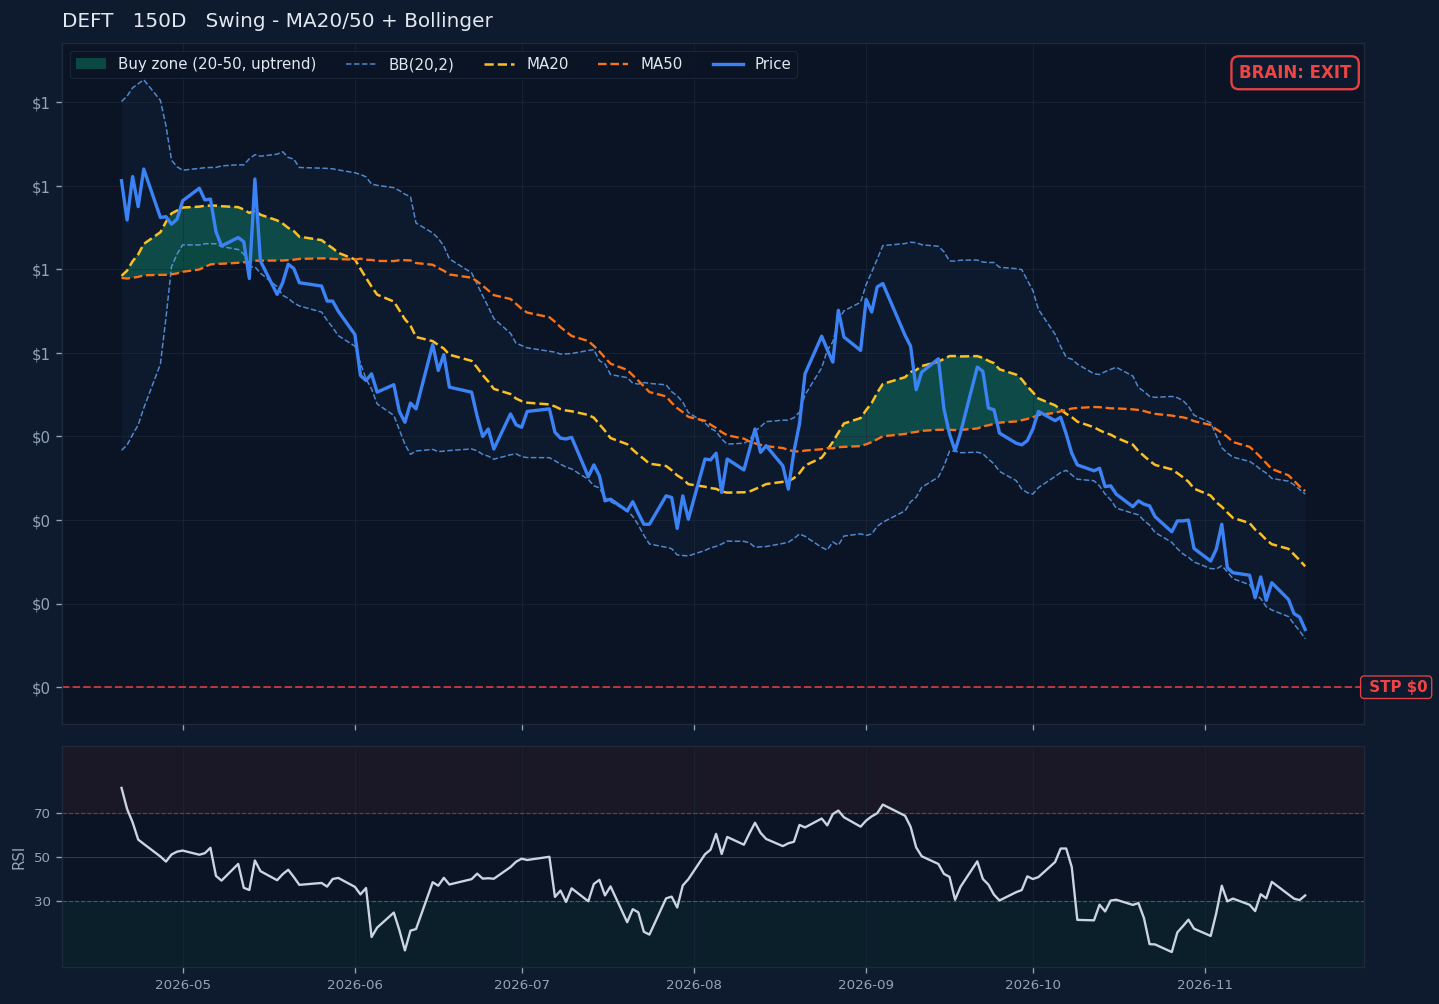 DEFT   150D   Swing - MA20/50 + Bollinger
Buy zone (20-50, uptrend)   BB(20,2)   MA20   MA50   Price
BRAIN: EXIT
$1
$1
$1
$1
$0
$0
$0
$0
STP $0
RSI
70
50
30
2026-05   2026-06   2026-07   2026-08   2026-09   2026-10   2026-11